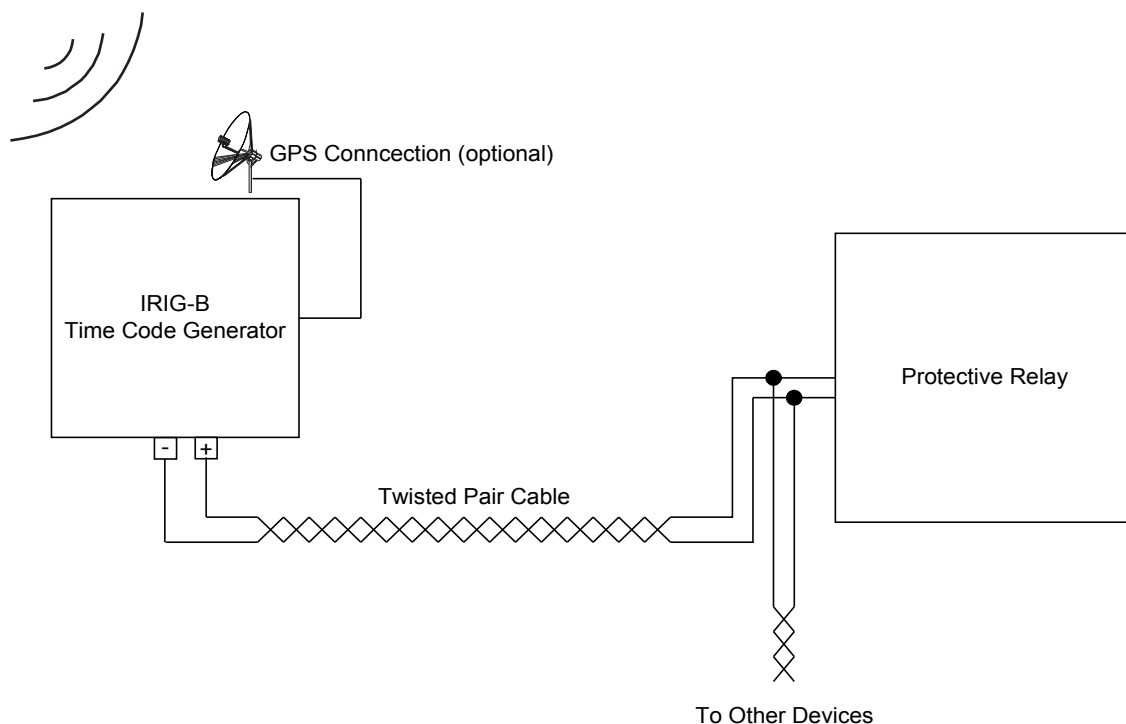 GPS Conncection (optional)
IRIG-B
Time Code Generator
Protective Relay
- +
Twisted Pair Cable
To Other Devices